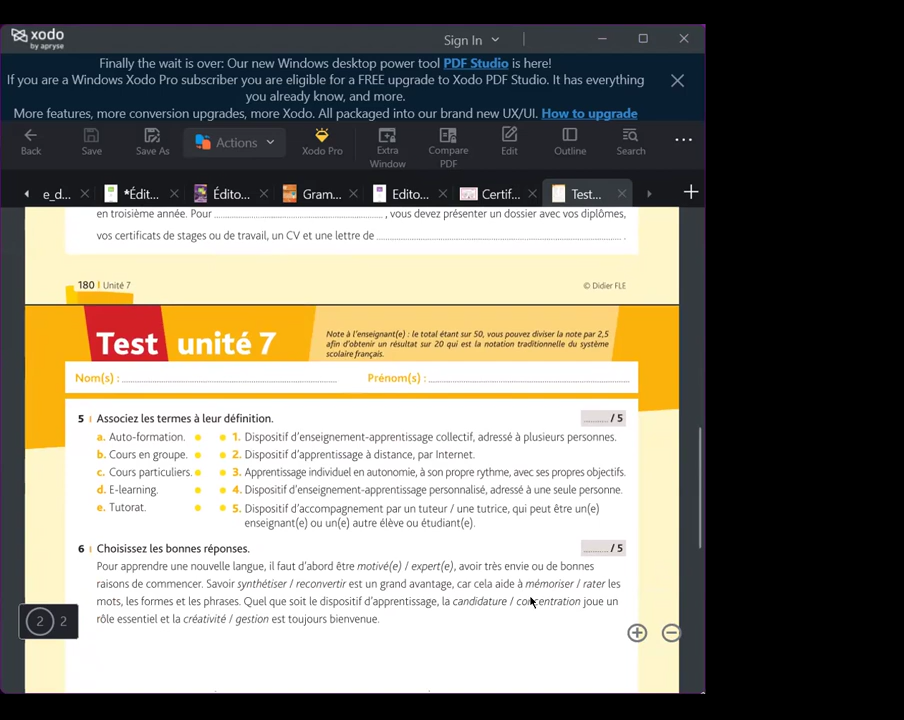 xodo
by apryse
Sign In
Finally the wait is over: Our new Windows desktop power tool PDF Studio is here!
If you are a Windows Xodo Pro subscriber you are eligible for a FREE upgrade to Xodo PDF Studio. It has everything
you already know, and more.
More features, more conversion upgrades, more Xodo. All packaged into our brand new UX/UI. How to upgrade
Back
Save
Save As
Actions
Xodo Pro
Extra Window
Compare PDF
Edit
Outline
Search
e_d...
*Édit...
Édito...
Gram...
Edito...
Certif...
Test...
en troisième année. Pour ........................ , vous devez présenter un dossier avec vos diplômes,
vos certificats de stages ou de travail, un CV et une lettre de ........................ .
180 | Unité 7
© Didier FLE
Test unité 7
Note à l'enseignant(e) : le total étant sur 50, vous pouvez diviser la note par 2,5
afin d'obtenir un résultat sur 20 qui est la notation traditionnelle du système
scolaire français.
Nom(s) : ........................ Prénom(s) : ........................
5 | Associez les termes à leur définition. .......... / 5
a. Auto-formation. 1. Dispositif d'enseignement-apprentissage collectif, adressé à plusieurs personnes.
b. Cours en groupe. 2. Dispositif d'apprentissage à distance, par Internet.
c. Cours particuliers. 3. Apprentissage individuel en autonomie, à son propre rythme, avec ses propres objectifs.
d. E-learning. 4. Dispositif d'enseignement-apprentissage personnalisé, adressé à une seule personne.
e. Tutorat. 5. Dispositif d'accompagnement par un tuteur / une tutrice, qui peut être un(e)
enseignant(e) ou un(e) autre élève ou étudiant(e).
6 | Choisissez les bonnes réponses. .......... / 5
Pour apprendre une nouvelle langue, il faut d'abord être motivé(e) / expert(e), avoir très envie ou de bonnes
raisons de commencer. Savoir synthétiser / reconvertir est un grand avantage, car cela aide à mémoriser / rater les
mots, les formes et les phrases. Quel que soit le dispositif d'apprentissage, la candidature / concentration joue un
rôle essentiel et la créativité / gestion est toujours bienvenue.
2 2